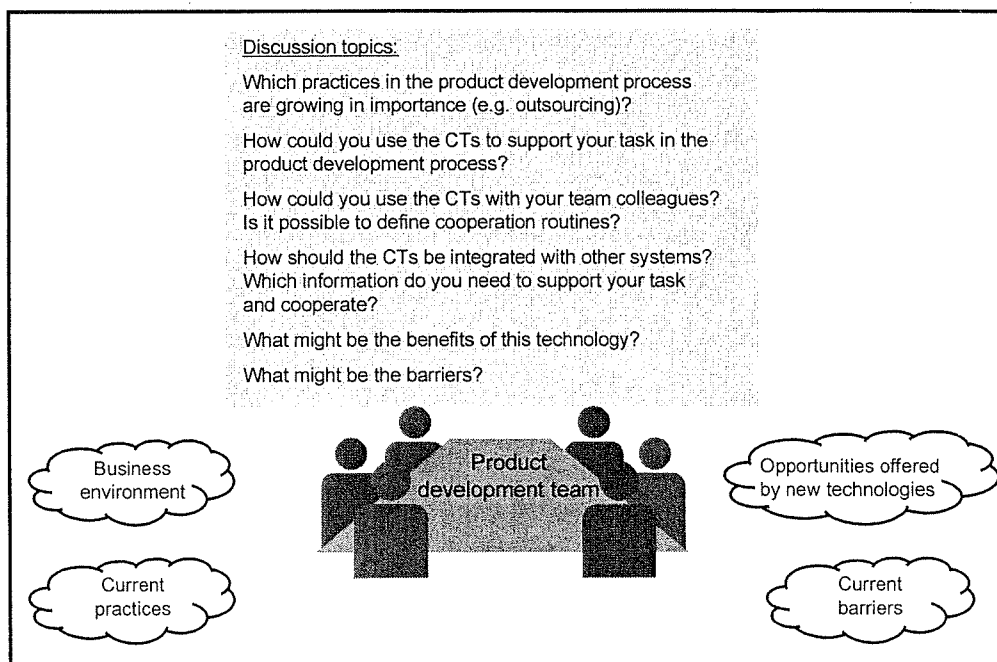 Discussion topics:
Which practices in the product development process
are growing in importance (e.g. outsourcing)?
How could you use the CTs to support your task in the
product development process?
How could you use the CTs with your team colleagues?
Is it possible to define cooperation routines?
How should the CTs be integrated with other systems?
Which information do you need to support your task
and cooperate?
What might be the benefits of this technology?
What might be the barriers?
Business
environment
Product
development team
Opportunities offered
by new technologies
Current
practices
Current
barriers